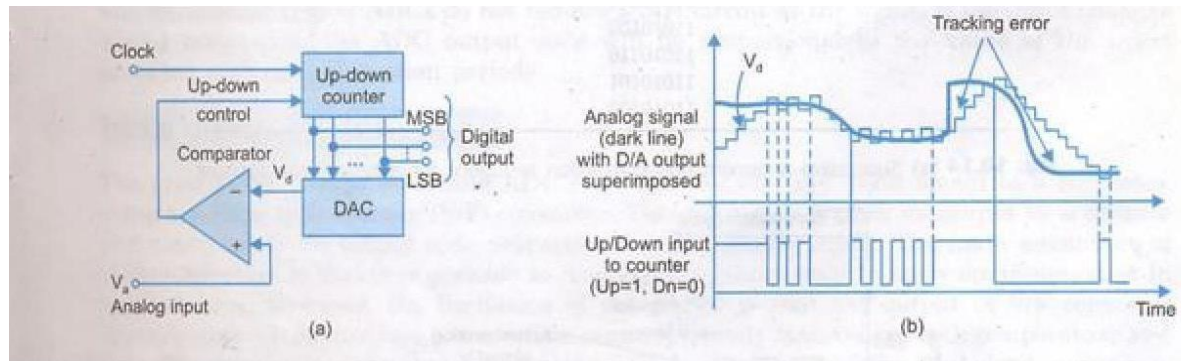 Clock
Up-down
counter
Up-down
control
MSB
Digital
output
LSB
Comparator
V_d
...
DAC
−
+
V_a
Analog input
(a)
Tracking error
V_d
Analog signal
(dark line)
with D/A output
superimposed
Up/Down input
to counter
(Up=1, Dn=0)
Time
(b)